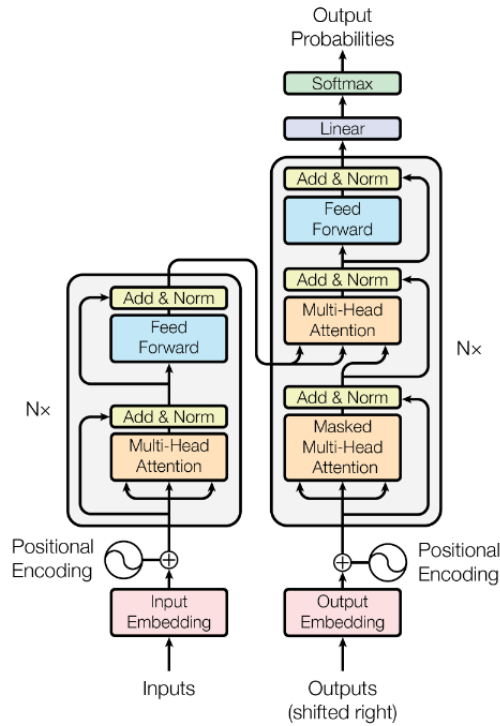 Output
Probabilities
Softmax
Linear
Add & Norm
Feed
Forward
Add & Norm
Multi-Head
Attention
Nx
Add & Norm
Masked
Multi-Head
Attention
Add & Norm
Feed
Forward
Nx
Add & Norm
Multi-Head
Attention
Positional
Encoding
Positional
Encoding
Input
Embedding
Output
Embedding
Inputs
Outputs
(shifted right)